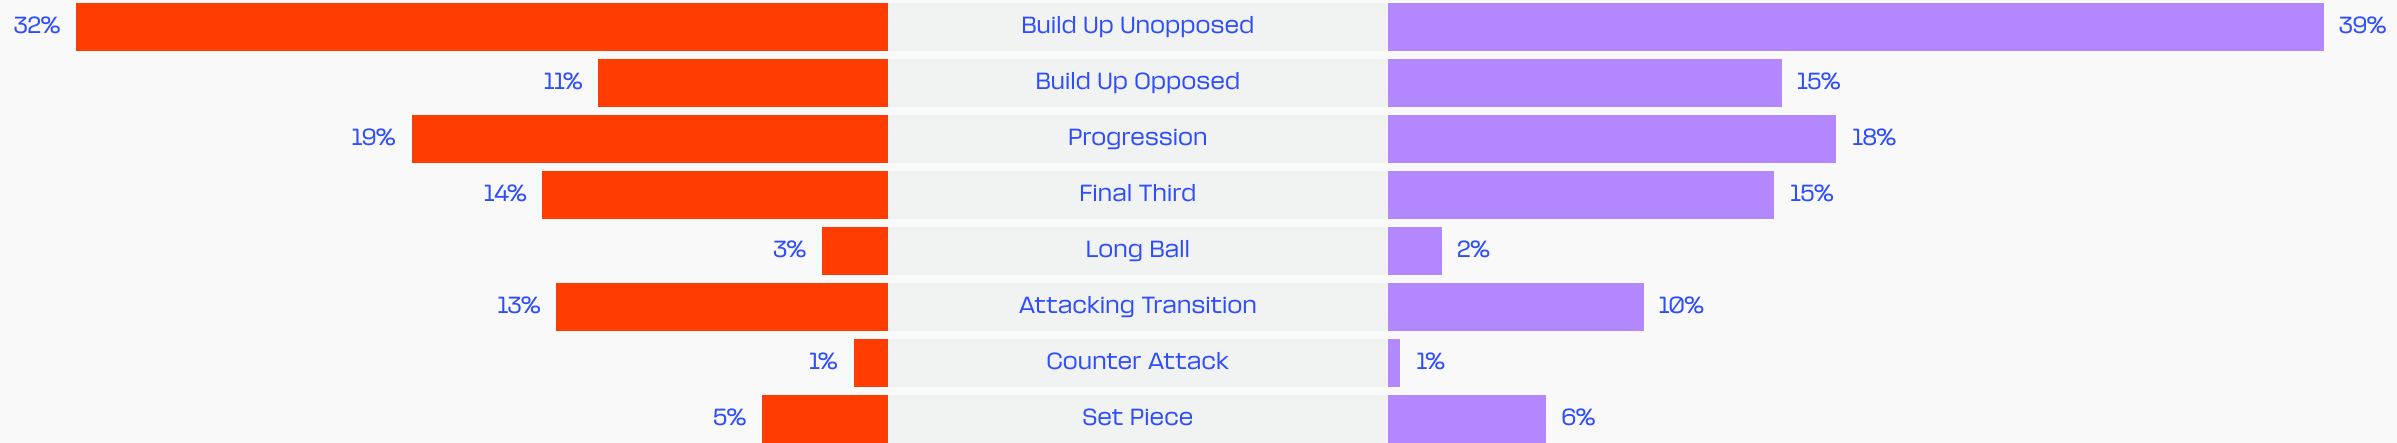 32% Build Up Unopposed 39%
11% Build Up Opposed 15%
19% Progression 18%
14% Final Third 15%
3% Long Ball 2%
13% Attacking Transition 10%
1% Counter Attack 1%
5% Set Piece 6%